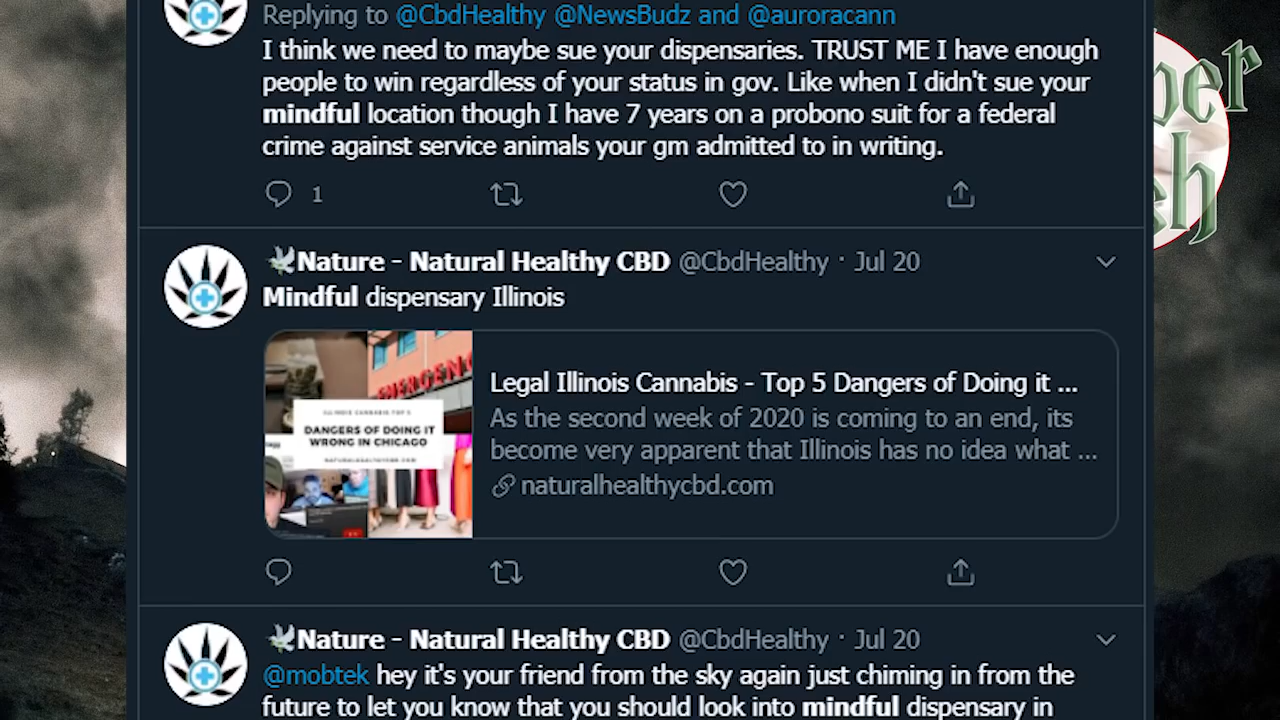 Replying to @CbdHealthy @NewsBudz and @auroracann
I think we need to maybe sue your dispensaries. TRUST ME I have enough
people to win regardless of your status in gov. Like when I didn't sue your
mindful location though I have 7 years on a probono suit for a federal
crime against service animals your gm admitted to in writing.
1
Nature - Natural Healthy CBD @CbdHealthy · Jul 20
Mindful dispensary Illinois
EMERGENC
ILLINOIS CANNABIS TOP 5
DANGERS OF DOING IT
WRONG IN CHICAGO
NATURALHEALTHYCBD.COM
Legal Illinois Cannabis - Top 5 Dangers of Doing it ...
As the second week of 2020 is coming to an end, its
become very apparent that Illinois has no idea what ...
naturalhealthycbd.com
Nature - Natural Healthy CBD @CbdHealthy · Jul 20
@mobtek hey it's your friend from the sky again just chiming in from the
future to let you know that you should look into mindful dispensary in